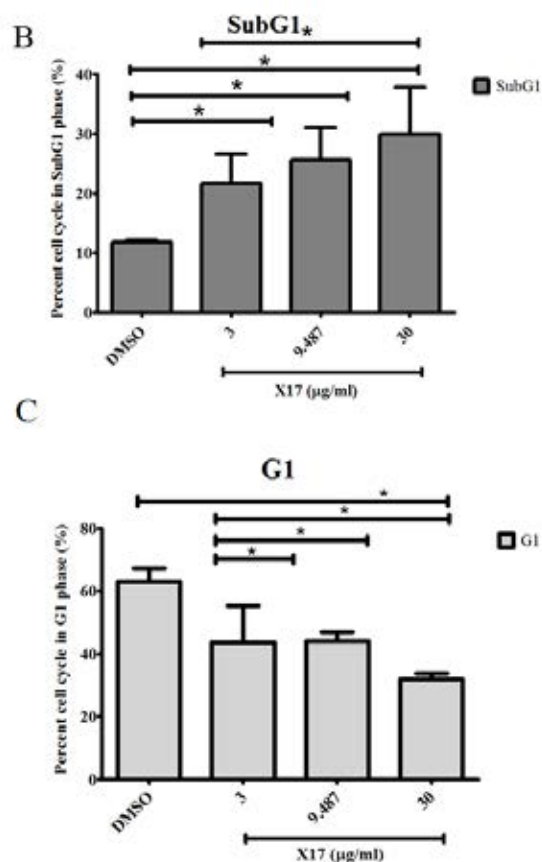 B
SubG1*
*
*
*
SubG1
Percent cell cycle in SubG1 phase (%)
40
30
20
10
0
DMSO
3
9.487
30
X17 (μg/ml)
C
G1
*
*
*
*
G1
Percent cell cycle in G1 phase (%)
80
60
40
20
0
DMSO
3
9.487
30
X17 (μg/ml)